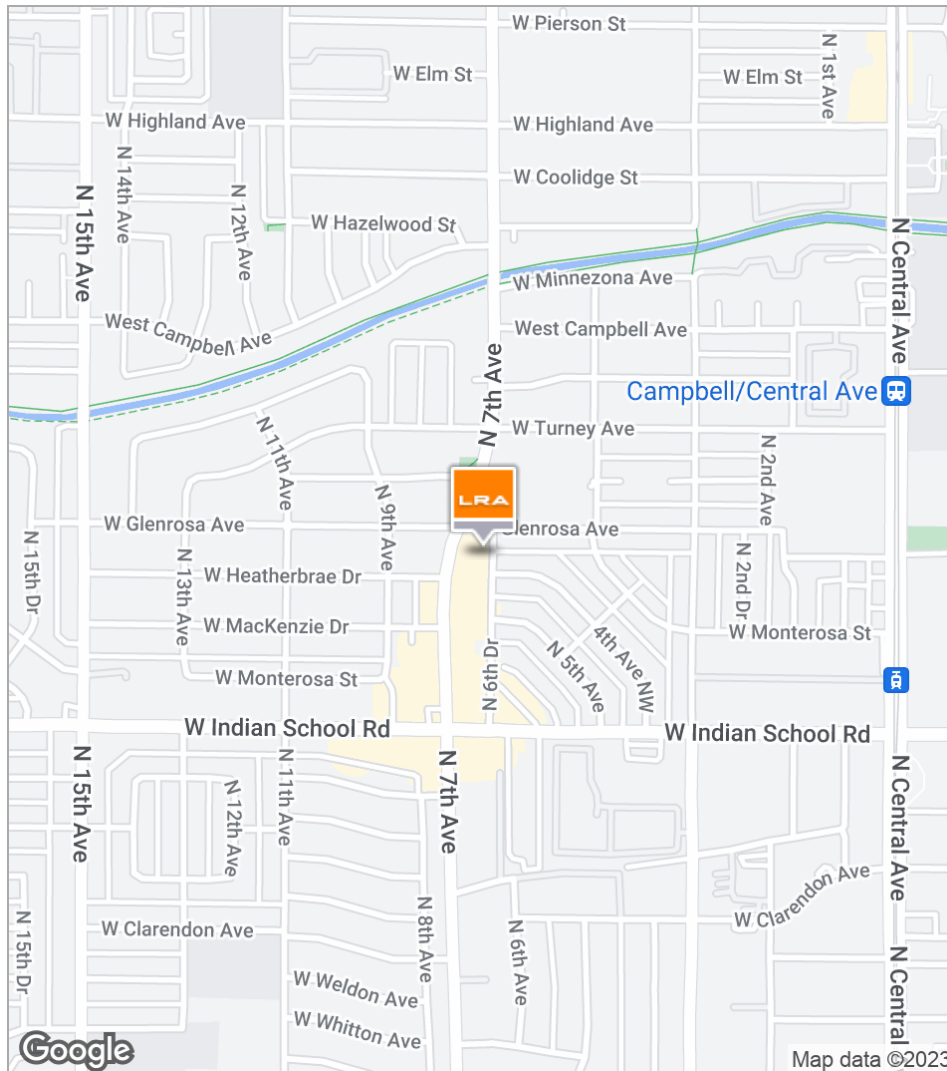 W Pierson St
N 1st Ave
W Elm St
W Elm St
W Highland Ave
W Highland Ave
N 14th Ave
N 12th Ave
W Coolidge St
N 15th Ave
W Hazelwood St
N Central Ave
W Minnezona Ave
West Campbell Ave
West Campbell Ave
N 7th Ave
Campbell/Central Ave
N 11th Ave
W Turney Ave
N 2nd Ave
LRA
N 9th Ave
W Glenrosa Ave
Glenrosa Ave
N 15th Dr
N 13th Ave
W Heatherbrae Dr
N 2nd Dr
W MacKenzie Dr
4th Ave NW
W Monterosa St
N 6th Dr
N 5th Ave
W Monterosa St
W Indian School Rd
W Indian School Rd
N 15th Ave
N 11th Ave
N 12th Ave
N 7th Ave
N Central Ave
W Clarendon Ave
N 8th Ave
N 6th Ave
W Clarendon Ave
N 15th Dr
W Weldon Ave
N Central
W Whitton Ave
Google
Map data ©2023